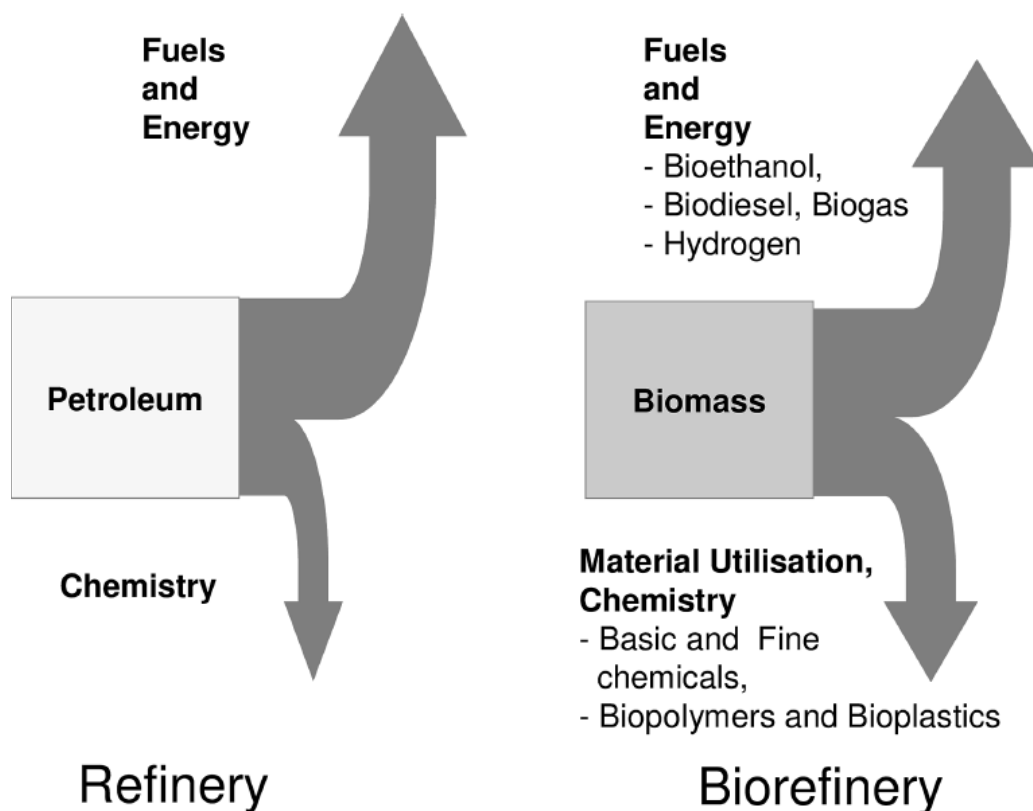 Fuels
and
Energy
Petroleum
Chemistry
Refinery
Fuels
and
Energy
- Bioethanol,
- Biodiesel, Biogas
- Hydrogen
Biomass
Material Utilisation,
Chemistry
- Basic and Fine
chemicals,
- Biopolymers and Bioplastics
Biorefinery